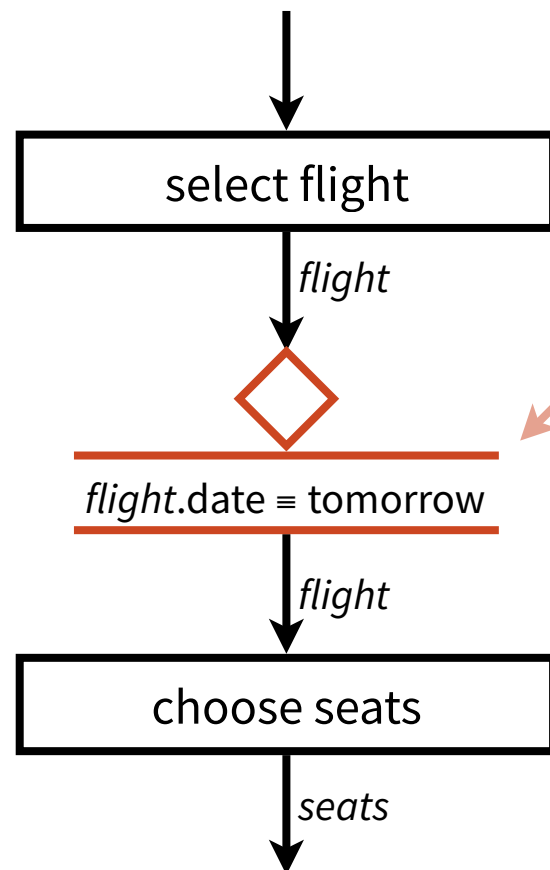 select flight
flight
flight.date ≡ tomorrow
flight
choose seats
seats